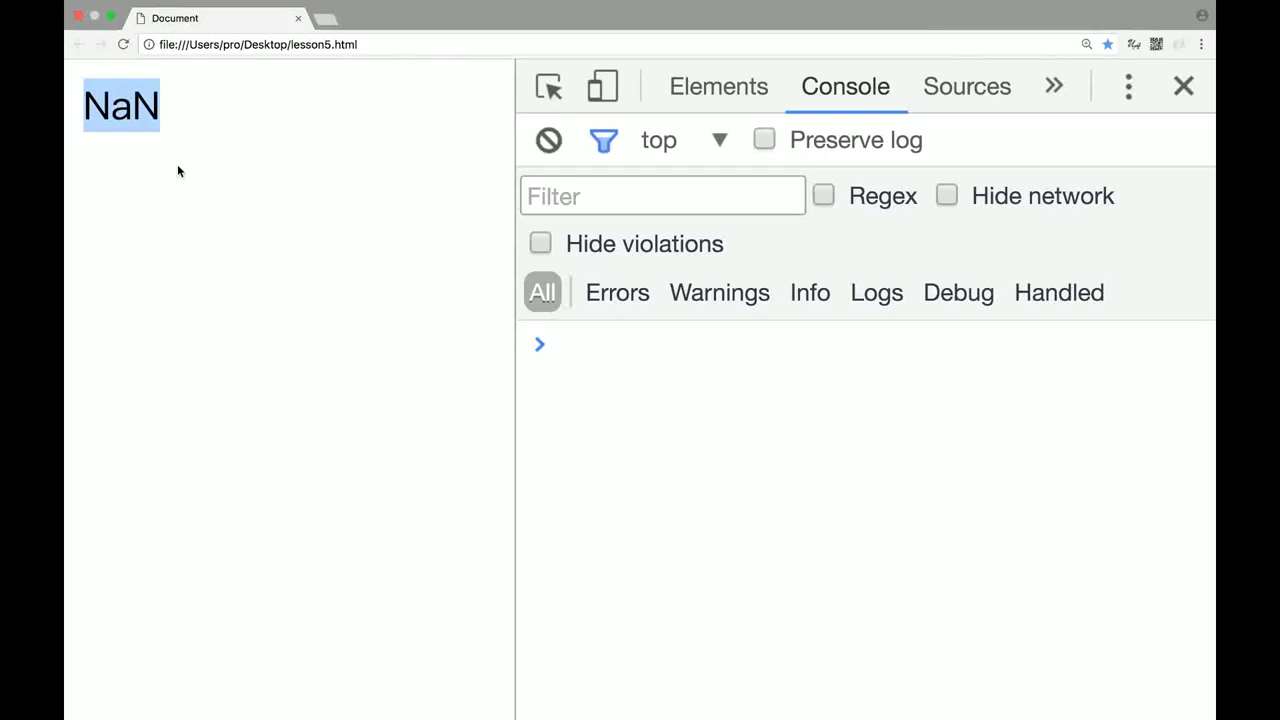 Document
file:///Users/pro/Desktop/lesson5.html
NaN
Elements Console Sources
top Preserve log
Filter Regex Hide network
Hide violations
All Errors Warnings Info Logs Debug Handled